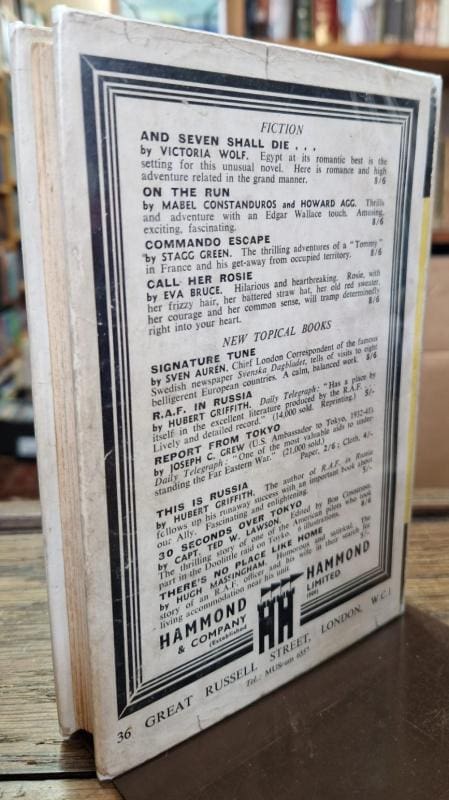 FICTION
AND SEVEN SHALL DIE . . .
by VICTORIA WOLF. Egypt at its romantic best is the
setting for this unusual novel. Here is romance and high
adventure related in the grand manner. 8/6
ON THE RUN
by MABEL CONSTANDUROS and HOWARD AGG. Thrills
and adventure with an Edgar Wallace touch. Amusing,
exciting, fascinating. 8/6
COMMANDO ESCAPE
by STAGG GREEN. The thrilling adventures of a "Tommy"
in France and his get-away from occupied territory. 8/6
CALL HER ROSIE
by EVA BRUCE. Hilarious and heartbreaking. Rosie, with
her frizzy hair, her battered straw hat, her old red sweater,
her courage and her common sense, will tramp determinedly
right into your heart. 8/6
NEW TOPICAL BOOKS
SIGNATURE TUNE
by SVEN AUREN. Chief London Correspondent of the famous
Swedish newspaper Svenska Dagbladet, tells of visits to eight
belligerent European countries. A calm, balanced work. 8/6
R.A.F. IN RUSSIA
by HUBERT GRIFFITH. Daily Telegraph: "Has a place by
itself in the excellent literature produced by the R.A.F. . .
Lively and detailed record." (14,000 sold. Reprinting.) 5/-
REPORT FROM TOKYO
by JOSEPH C. GREW (U.S. Ambassador to Tokyo, 1932-41).
Daily Telegraph: "One of the most valuable aids to under-
standing the Far Eastern War." (21,000 sold.)
Paper, 2/6; Cloth, 4/-
THIS IS RUSSIA
by HUBERT GRIFFITH. The author of R.A.F. in Russia
follows up his runaway success with an important book about
our Ally. Fascinating and enlightening. 5/-
30 SECONDS OVER TOKYO
by CAPT. TED W. LAWSON. Edited by BOB CONSIDINE.
The thrilling story of one of the American pilots who took
part in the Doolittle raid on Tokyo. 6 illustrations. 8/6
THERE'S NO PLACE LIKE HOME
by HUGH MASSINGHAM. Humorous and satirical. The
story of an R.A.F. officer and his wife in their search for
living accommodation near his unit. 5/-
HAMMOND HAMMOND
& COMPANY LIMITED
(Established
HH
36 GREAT RUSSELL STREET, LONDON, W.C.1
Tel.: MUSeum 6557